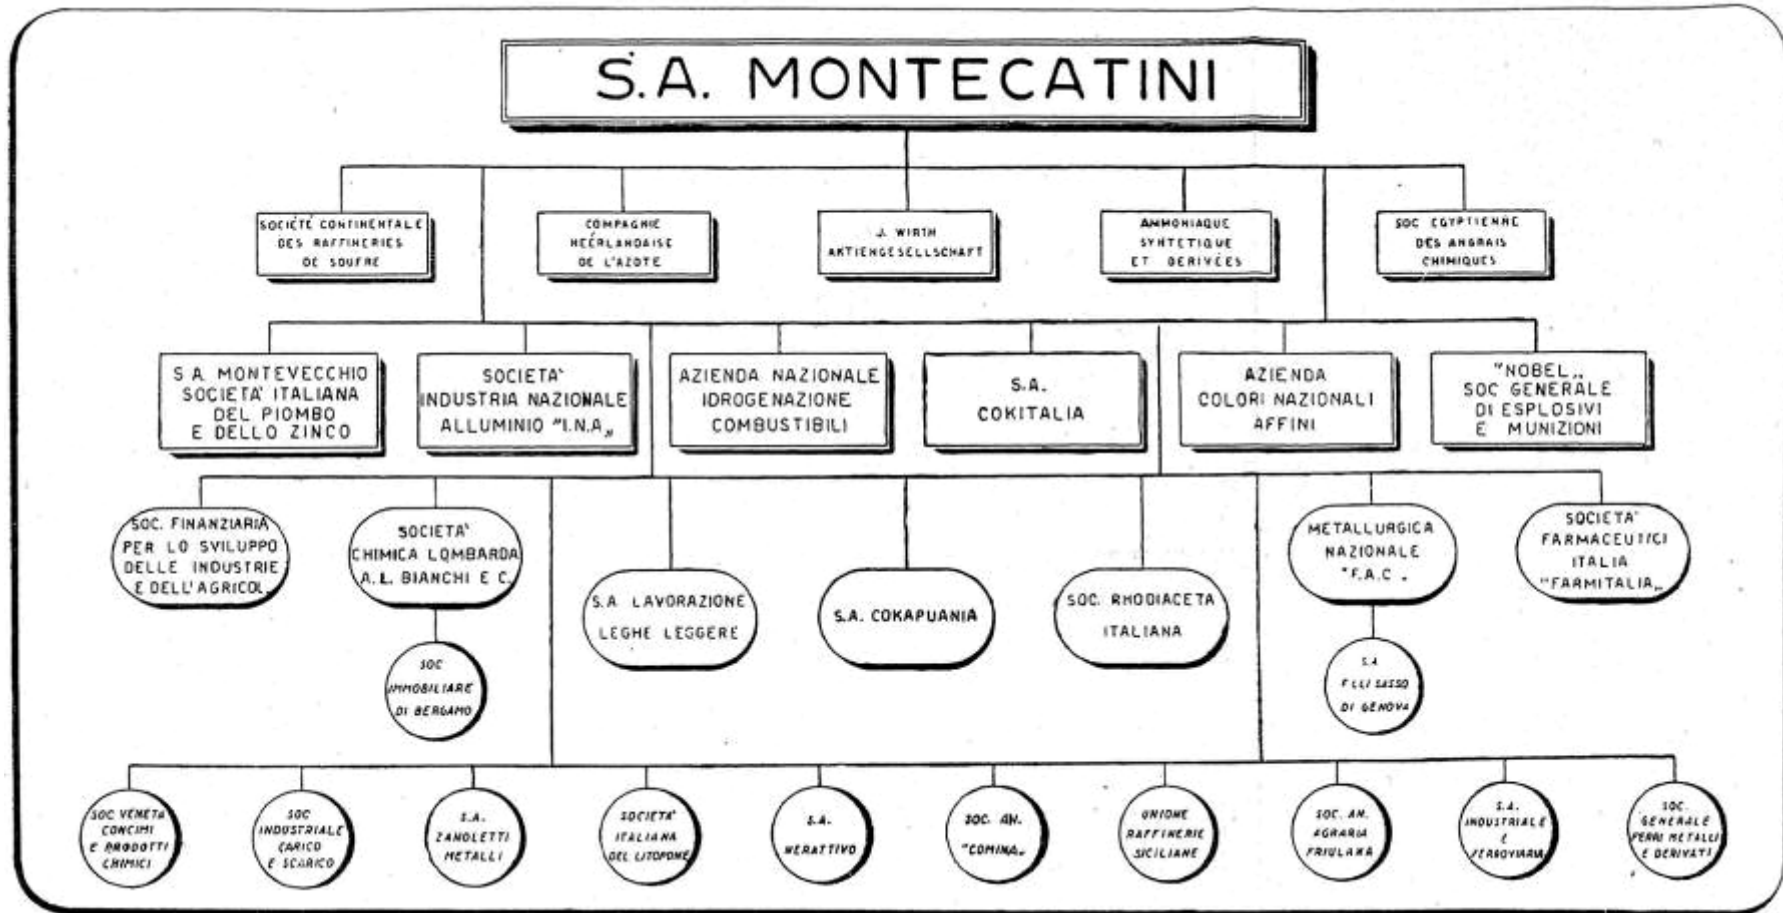 S.A. MONTECATINI
SOCIÉTÉ CONTINENTALE
DES RAFFINERIES
DE SOUFRE
COMPAGNIE
NEÉRLANDAISE
DE L'AZOTE
J. WIRTH
AKTIENGESELLSCHAFT
AMMONIAQUE
SYNTETIQUE
ET DERIVÉES
SOC EGYPTIENNE
DES ANGRAIS
CHIMIQUES
S.A. MONTEVECCHIO
SOCIETA' ITALIANA
DEL PIOMBO
E DELLO ZINCO
SOCIETA'
INDUSTRIA NAZIONALE
ALLUMINIO "I.N.A„
AZIENDA NAZIONALE
IDROGENAZIONE
COMBUSTIBILI
S.A.
COKITALIA
AZIENDA
COLORI NAZIONALI
AFFINI
"NOBEL„
SOC GENERALE
DI ESPLOSIVI
E MUNIZIONI
SOC. FINANZIARIA
PER LO SVILUPPO
DELLE INDUSTRIE
E DELL'AGRICOL.
SOCIETA'
CHIMICA LOMBARDA
A.L. BIANCHI E C.
S.A LAVORAZIONE
LEGHE LEGGERE
S.A. COKAPUANIA
SOC. RHODIACETA
ITALIANA
METALLURGICA
NAZIONALE
"F.A.C„
SOCIETA'
FARMACEUTICI
ITALIA
"FARMITALIA„
SOC
IMMOBILIARE
DI BERGAMO
S.A
F.LLI SASSO
DI GENOVA
SOC VENETA
CONCIMI
E PRODOTTI
CHIMICI
SOC
INDUSTRIALE
CARICO
E SCARICO
S.A.
ZANOLETTI
METALLI
SOCIETA'
ITALIANA
DEL LITOPONE
S.A.
NERATTIVO
SOC. AN.
"COMINA„
UNIONE
RAFFINERIE
SICILIANE
SOC. AN.
AGRARIA
FRIULANA
S.A.
INDUSTRIALE
E
FERROVIARIA
SOC.
GENERALE
FERRI METALLI
E DERIVATI